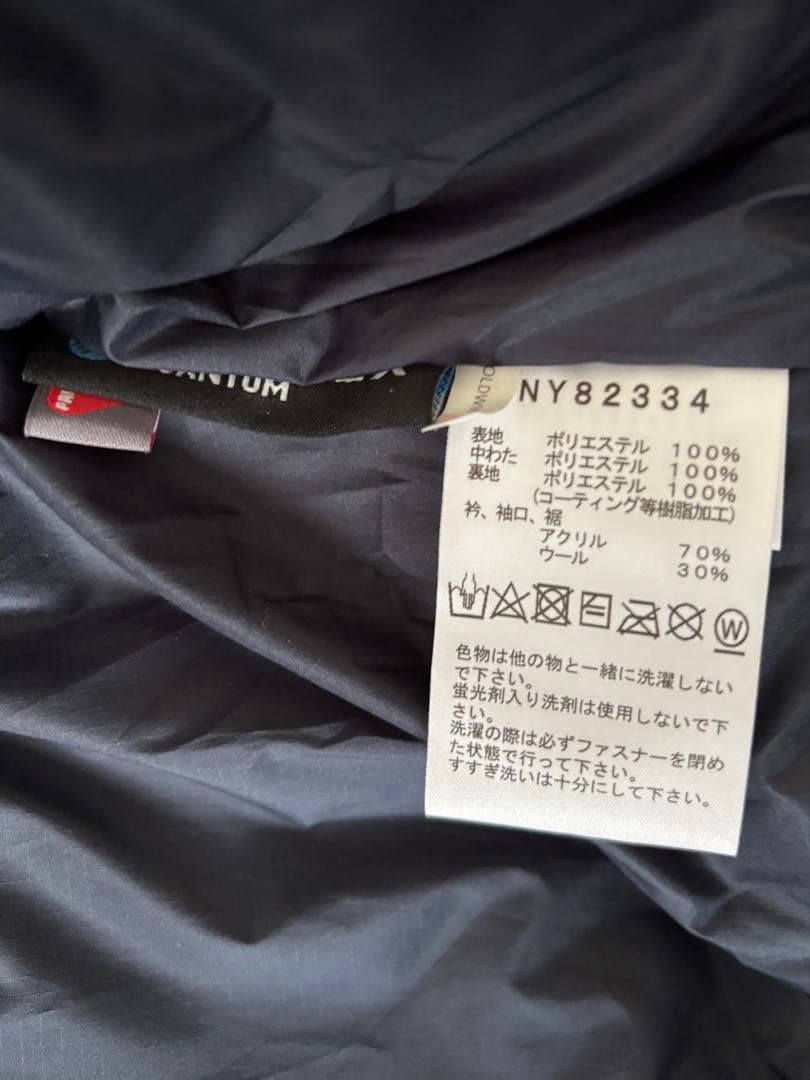 NY82334
表地 ポリエステル 100%
中わた ポリエステル 100%
裏地 ポリエステル 100%
(コーティング等樹脂加工)
衿、袖口、裾
アクリル 70%
ウール 30%
W
色物は他の物と一緒に洗濯しない
で下さい。
蛍光剤入り洗剤は使用しないで下
さい。
洗濯の際は必ずファスナーを閉め
た状態で行って下さい。
すすぎ洗いは十分にして下さい。